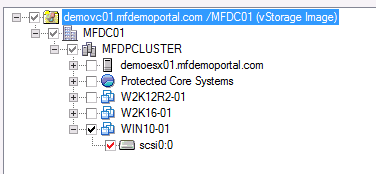 demovc01.mfdemoportal.com /MFDC01 (vStorage Image)
MFDC01
MFDPCLUSTER
demoesx01.mfdemoportal.com
Protected Core Systems
W2K12R2-01
W2K16-01
WIN10-01
scsi0:0